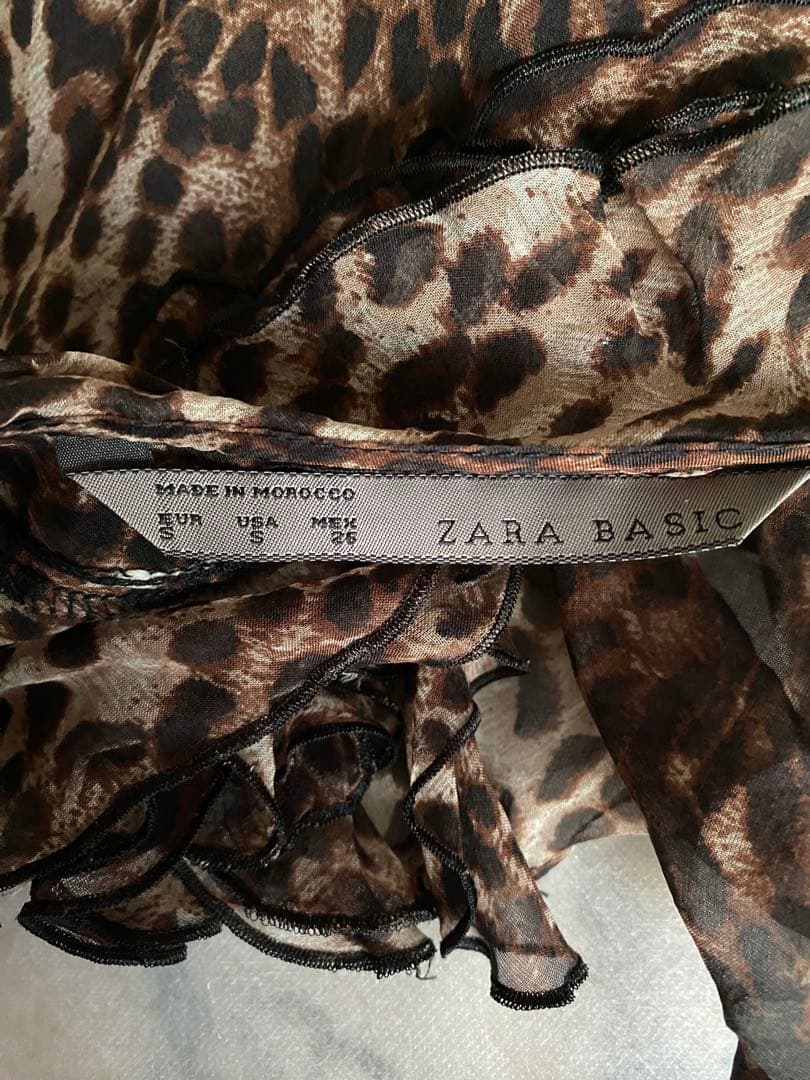 MADE IN MOROCCO
EUR USA MEX
S S 26
ZARA BASIC